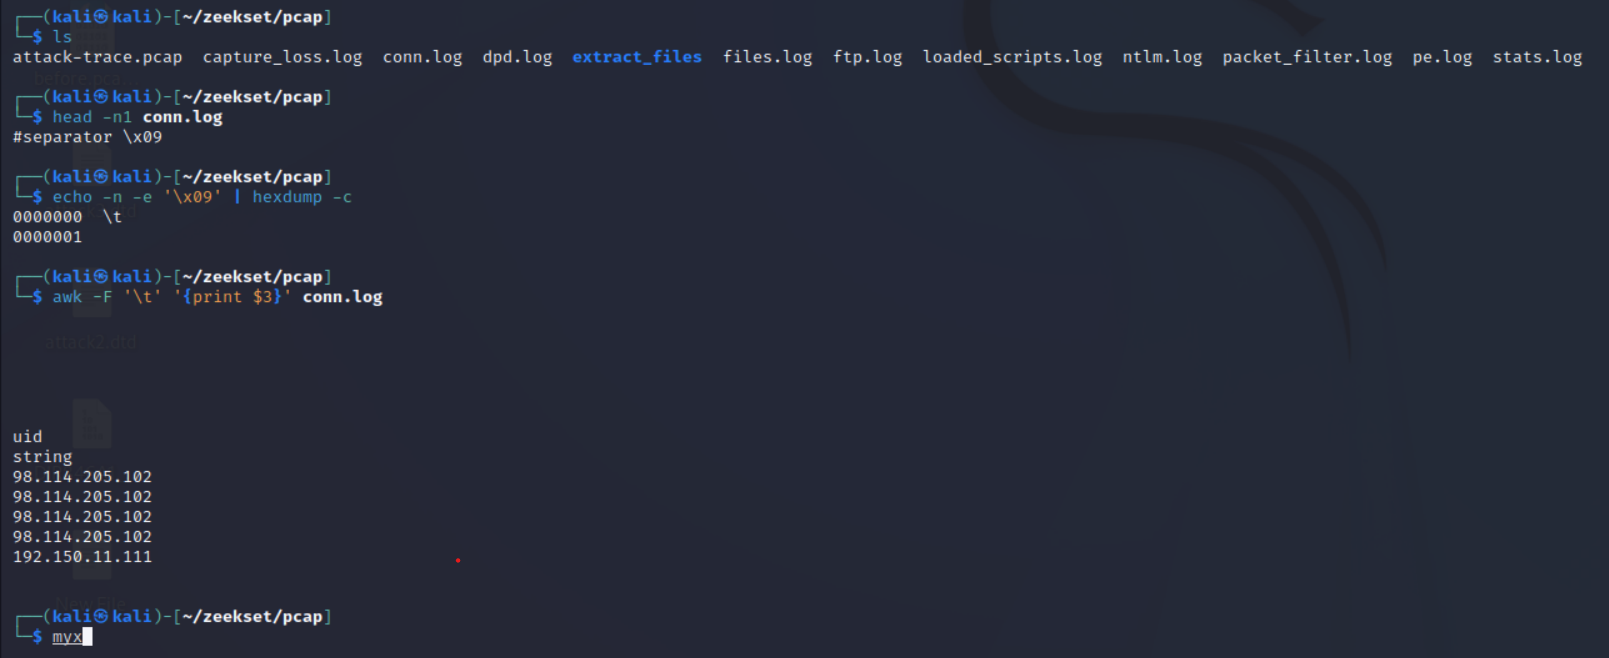 ┌──(kali㉿kali)-[~/zeekset/pcap]
└─$ ls
attack-trace.pcap  capture_loss.log  conn.log  dpd.log  extract_files  files.log  ftp.log  loaded_scripts.log  ntlm.log  packet_filter.log  pe.log  stats.log
┌──(kali㉿kali)-[~/zeekset/pcap]
└─$ head -n1 conn.log
#separator \x09
┌──(kali㉿kali)-[~/zeekset/pcap]
└─$ echo -n -e '\x09' | hexdump -c
0000000  \t
0000001
┌──(kali㉿kali)-[~/zeekset/pcap]
└─$ awk -F '\t' '{print $3}' conn.log
attack2.dtd
uid
string
98.114.205.102
98.114.205.102
98.114.205.102
98.114.205.102
192.150.11.111
New File
┌──(kali㉿kali)-[~/zeekset/pcap]
└─$ myx